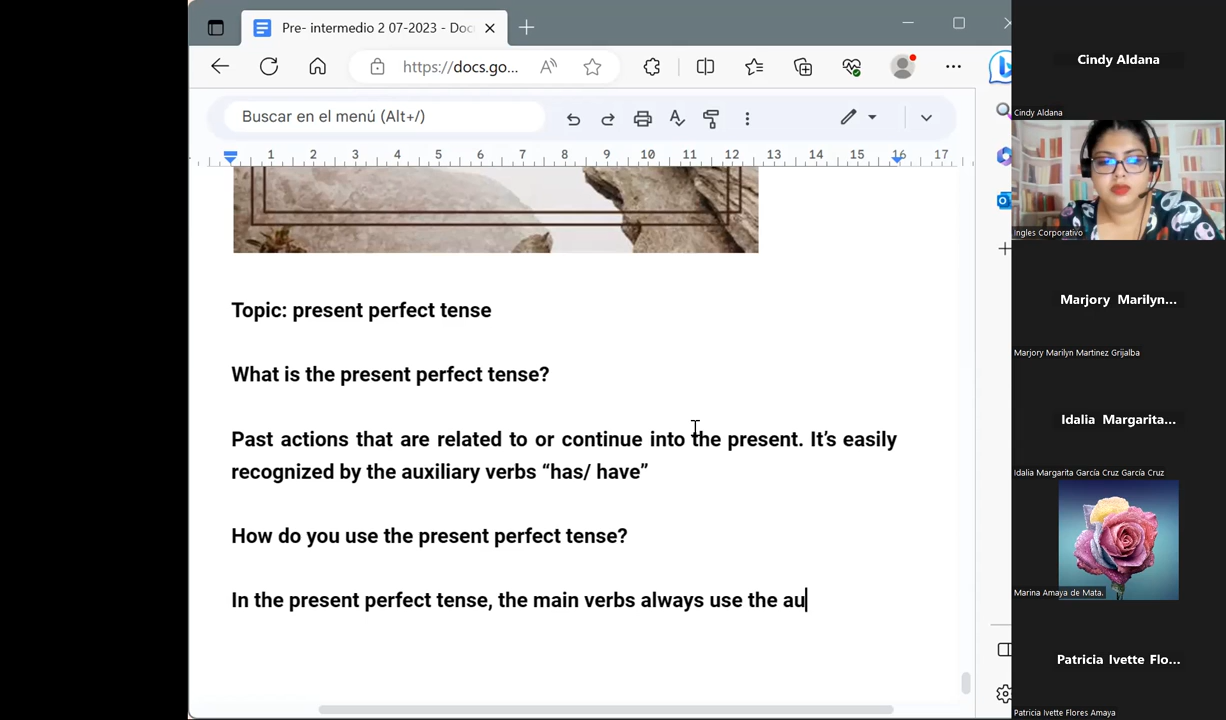 Pre- intermedio 2 07-2023 - Doc
https://docs.go...
Buscar en el menú (Alt+/)
1 2 3 4 5 6 7 8 9 10 11 12 13 14 15 16 17
Topic: present perfect tense
What is the present perfect tense?
Past actions that are related to or continue into the present. It’s easily
recognized by the auxiliary verbs “has/ have”
How do you use the present perfect tense?
In the present perfect tense, the main verbs always use the au
Cindy Aldana
Cindy Aldana
Ingles Corporativo
Marjory Marilyn...
Marjory Marilyn Martinez Grijalba
Idalia Margarita...
Idalia Margarita García Cruz García Cruz
Marina Amaya de Mata.
Patricia Ivette Flo...
Patricia Ivette Flores Amaya